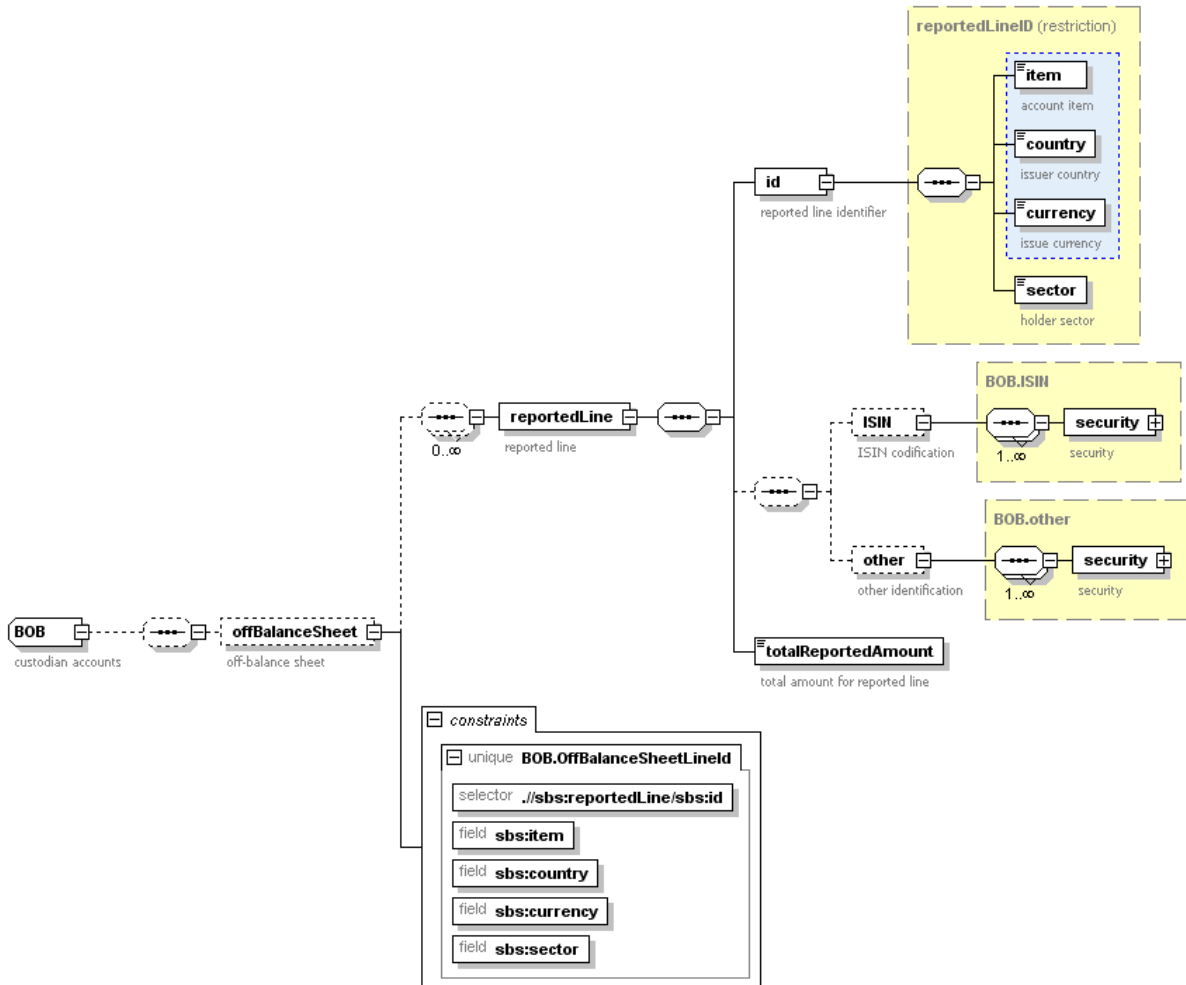 reportedLineID (restriction)
item
account item
country
issuer country
id
reported line identifier
currency
issue currency
sector
holder sector
BOB.ISIN
reportedLine
0..∞
reported line
ISIN
ISIN codification
security
1..∞
security
BOB.other
other
other identification
security
1..∞
security
BOB
custodian accounts
offBalanceSheet
off-balance sheet
totalReportedAmount
total amount for reported line
constraints
unique BOB.OffBalanceSheetLineId
selector .//sbs:reportedLine/sbs:id
field sbs:item
field sbs:country
field sbs:currency
field sbs:sector